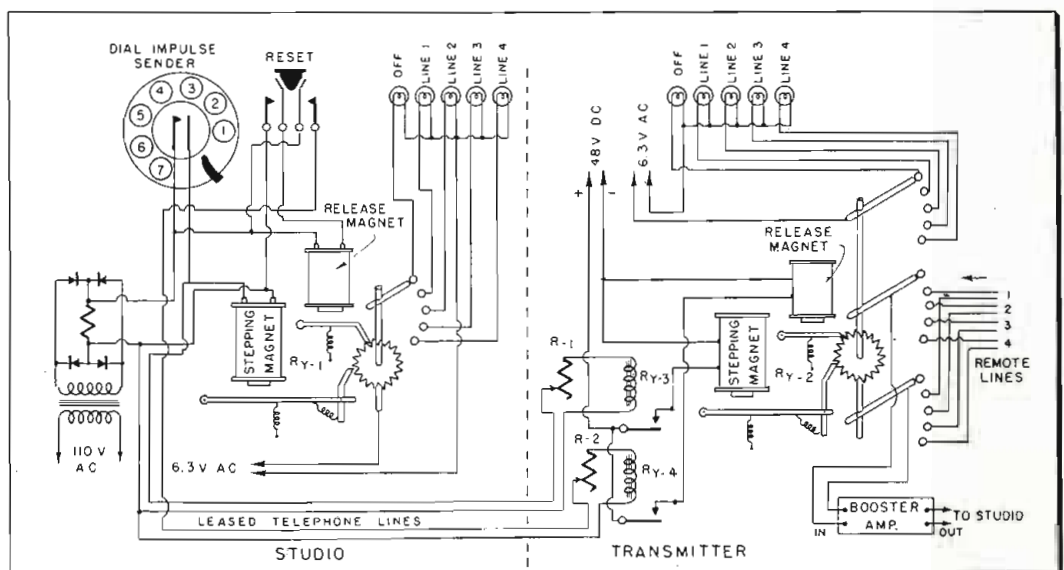 DIAL IMPULSE
SENDER
1
2
3
4
5
6
7
RESET
OFF
LINE 1
LINE 2
LINE 3
LINE 4
RELEASE
MAGNET
STEPPING
MAGNET
RY-1
110 V
AC
6.3 V AC
LEASED TELEPHONE LINES
STUDIO
OFF
LINE 1
LINE 2
LINE 3
LINE 4
48V DC
6.3 V AC
+
-
RELEASE
MAGNET
STEPPING
MAGNET
RY-2
R-1
RY-3
R-2
RY-4
1
2
3
4
REMOTE
LINES
BOOSTER
AMP.
IN
OUT
TO STUDIO
TRANSMITTER